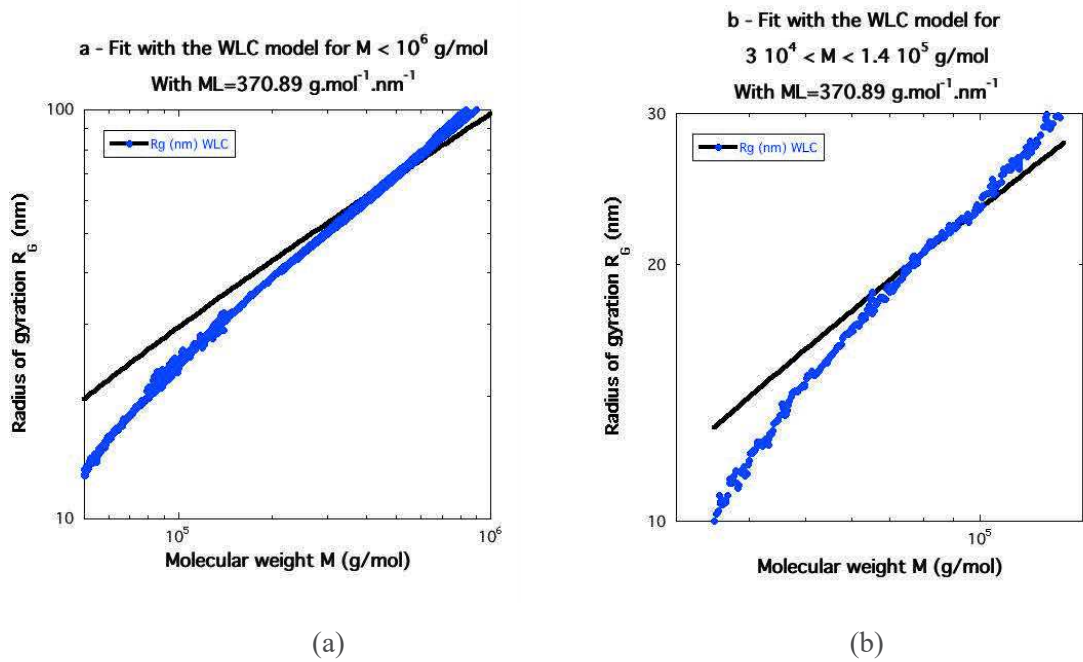 a - Fit with the WLC model for M < 10⁶ g/mol
With ML=370.89 g.mol⁻¹.nm⁻¹
100
Rg (nm) WLC
Radius of gyration R_G (nm)
10
10⁵
10⁶
Molecular weight M (g/mol)
(a)
b - Fit with the WLC model for
3 10⁴ < M < 1.4 10⁵ g/mol
With ML=370.89 g.mol⁻¹.nm⁻¹
30
Rg (nm) WLC
Radius of gyration R_G (nm)
20
10
10⁵
Molecular weight M (g/mol)
(b)